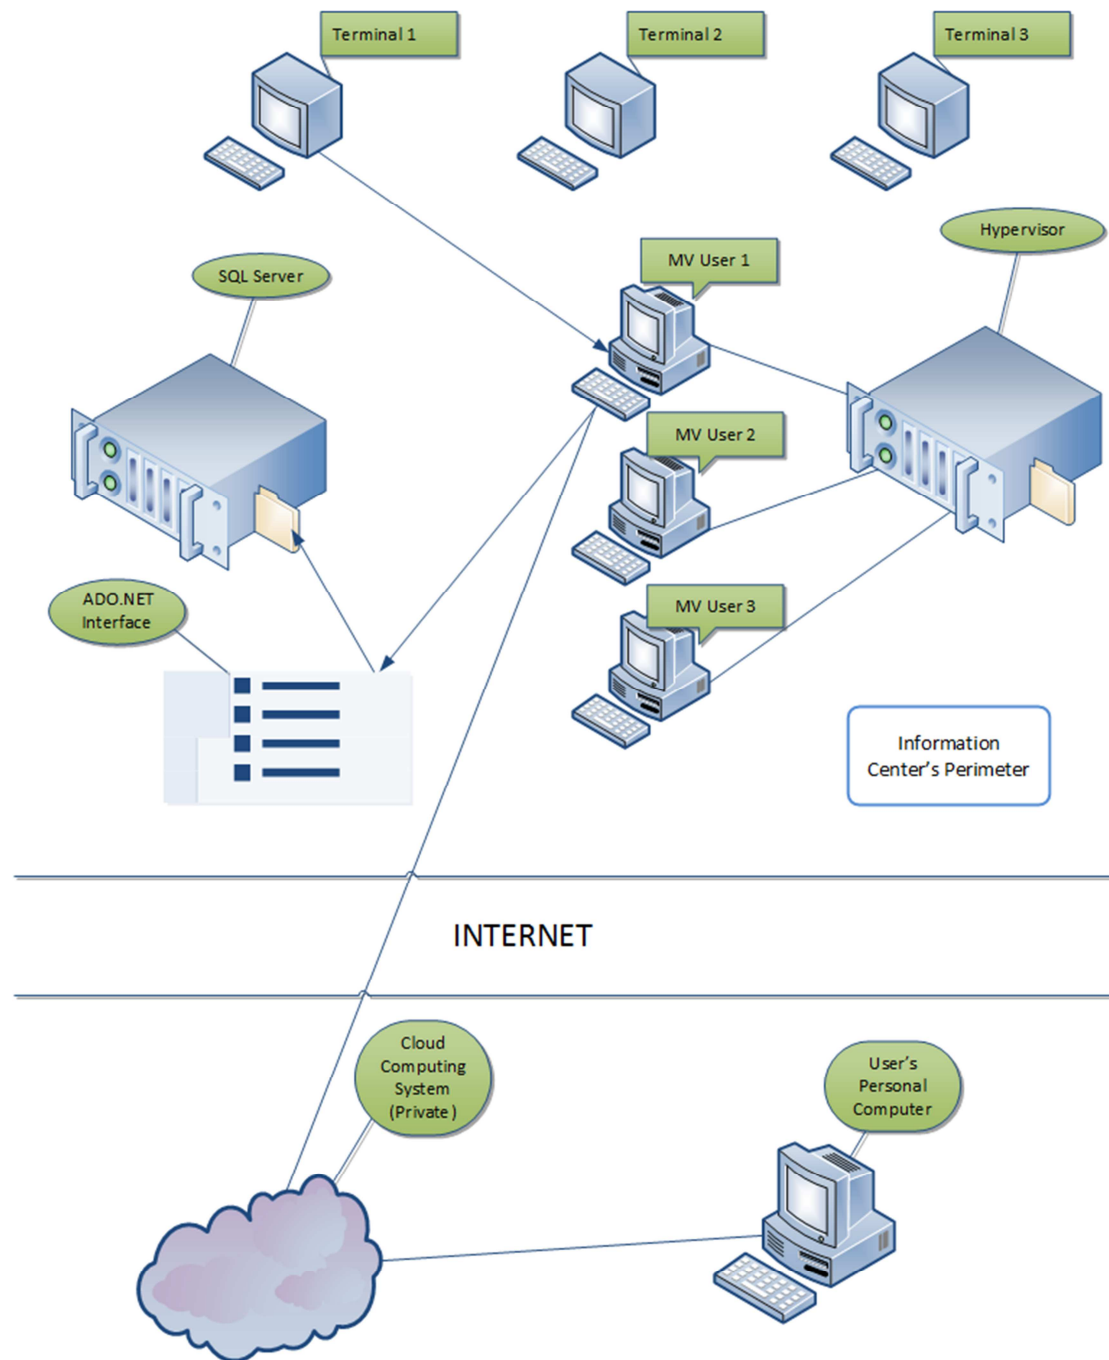 Terminal 1
Terminal 2
Terminal 3
Hypervisor
MV User 1
SQL Server
MV User 2
ADO.NET
Interface
MV User 3
Information
Center's Perimeter
INTERNET
Cloud
Computing
System
(Private)
User's
Personal
Computer